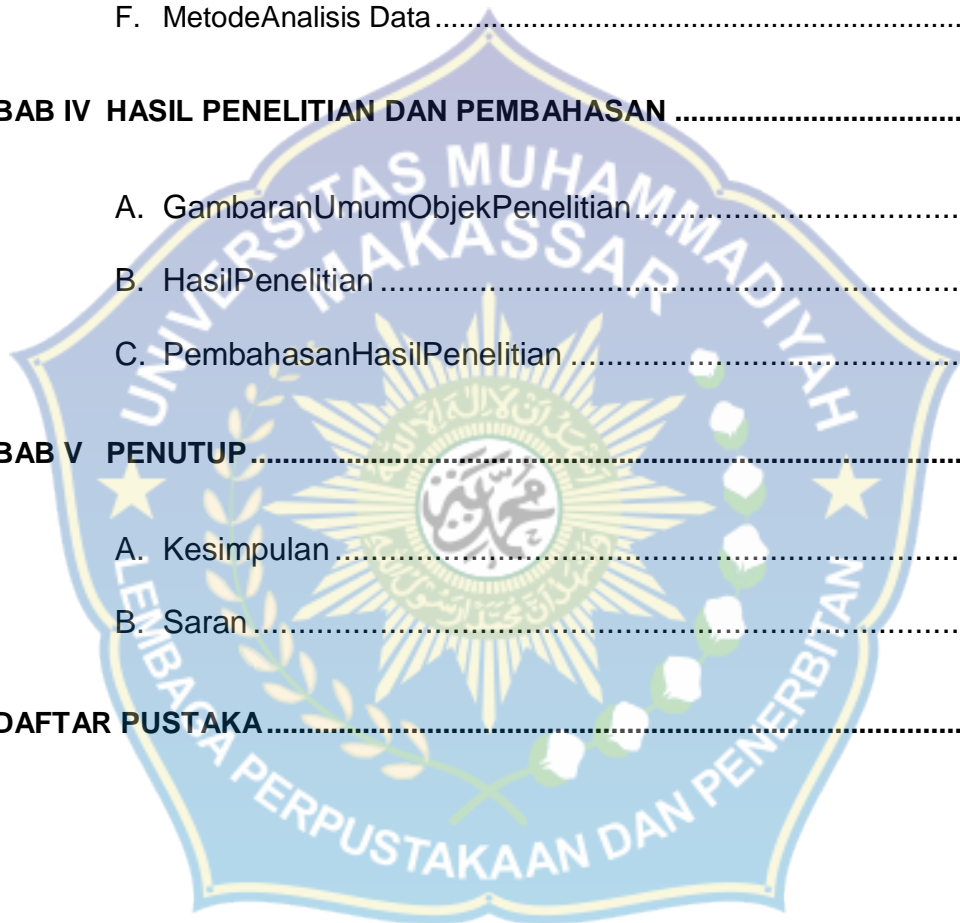 F. MetodeAnalisis Data ..........................................................................
BAB IV HASIL PENELITIAN DAN PEMBAHASAN ....................................
A. GambaranUmumObjekPenelitian........................................
B. HasilPenelitian ........................................................................
C. PembahasanHasilPenelitian ................................................
BAB V PENUTUP.........................................................................................
A. Kesimpulan ..............................................................................
B. Saran........................................................................................
DAFTAR PUSTAKA.......................................................................................
UNIVERSITAS MUHAMMADIYAH
MAKASSAR
محمدية
LEMBAGA PERPUSTAKAAN DAN PENERBITAN